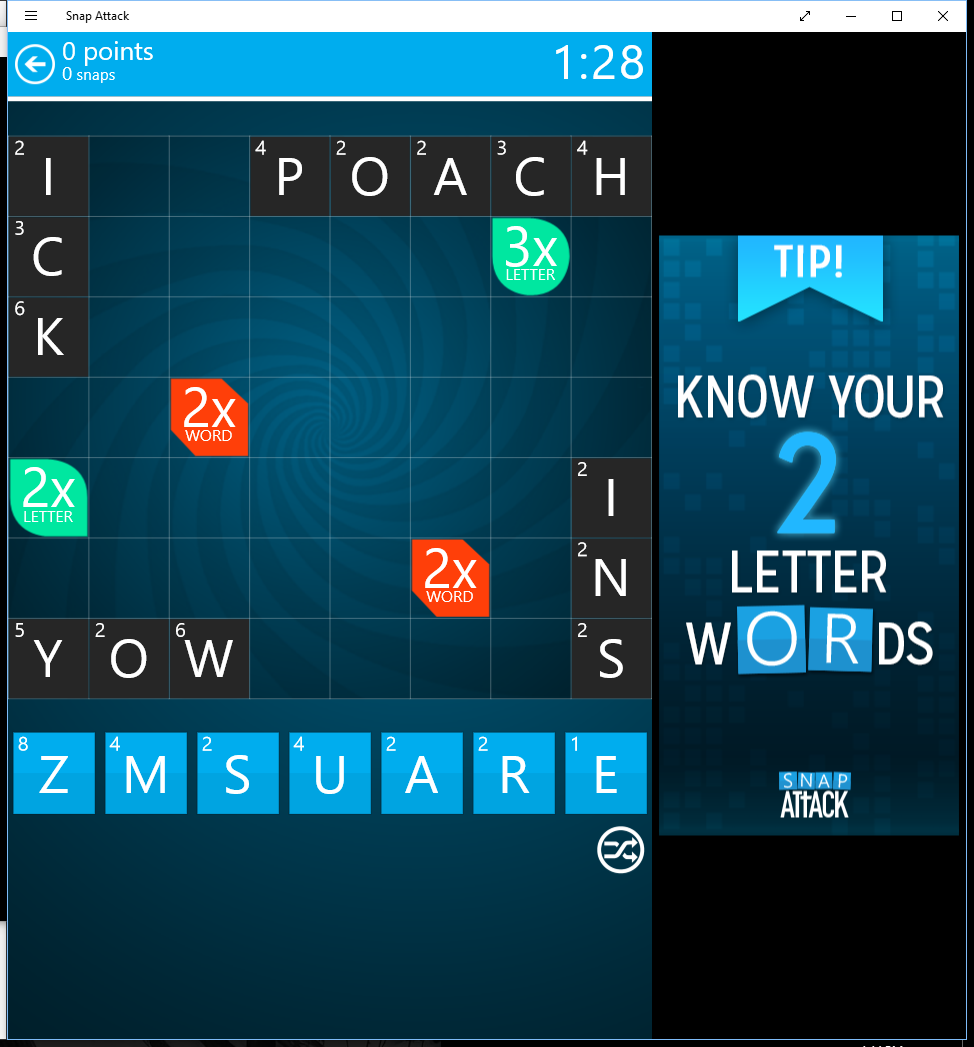 Snap Attack
0 points
0 snaps
1:28
2 I 4 P 2 O 2 A 3 C 4 H
3 C 3x LETTER
6 K
2x WORD
2x LETTER 2 I
2x WORD 2 N
5 Y 2 O 6 W 2 S
8 Z 4 M 2 S 4 U 2 A 2 R 1 E
TIP!
KNOW YOUR
2
LETTER
WORDS
SNAP
ATTACK